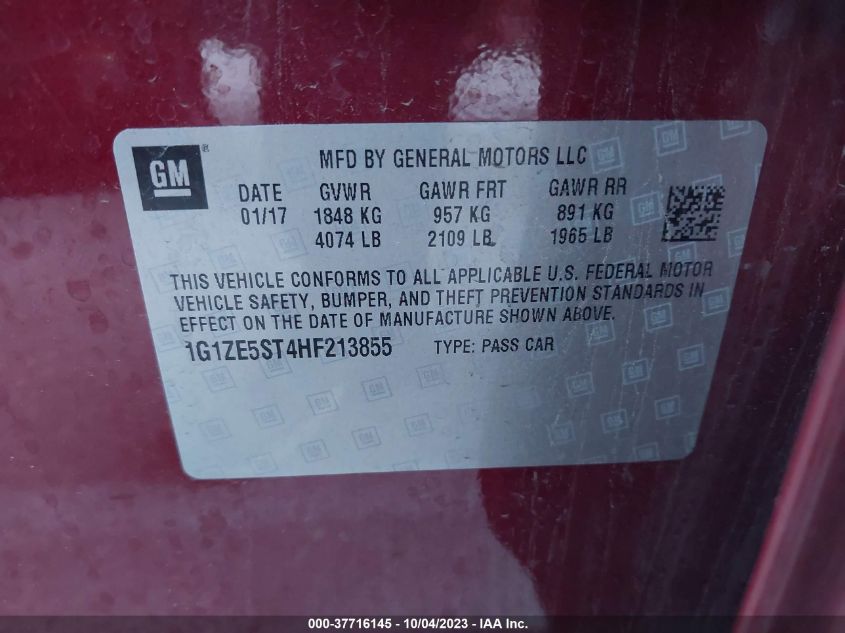 GM
MFD BY GENERAL MOTORS LLC
DATE GVWR GAWR FRT GAWR RR
01/17 1848 KG 957 KG 891 KG
4074 LB 2109 LB 1965 LB
THIS VEHICLE CONFORMS TO ALL APPLICABLE U.S. FEDERAL MOTOR
VEHICLE SAFETY, BUMPER, AND THEFT PREVENTION STANDARDS IN
EFFECT ON THE DATE OF MANUFACTURE SHOWN ABOVE.
1G1ZE5ST4HF213855 TYPE: PASS CAR
000-37716145 - 10/04/2023 - IAA Inc.